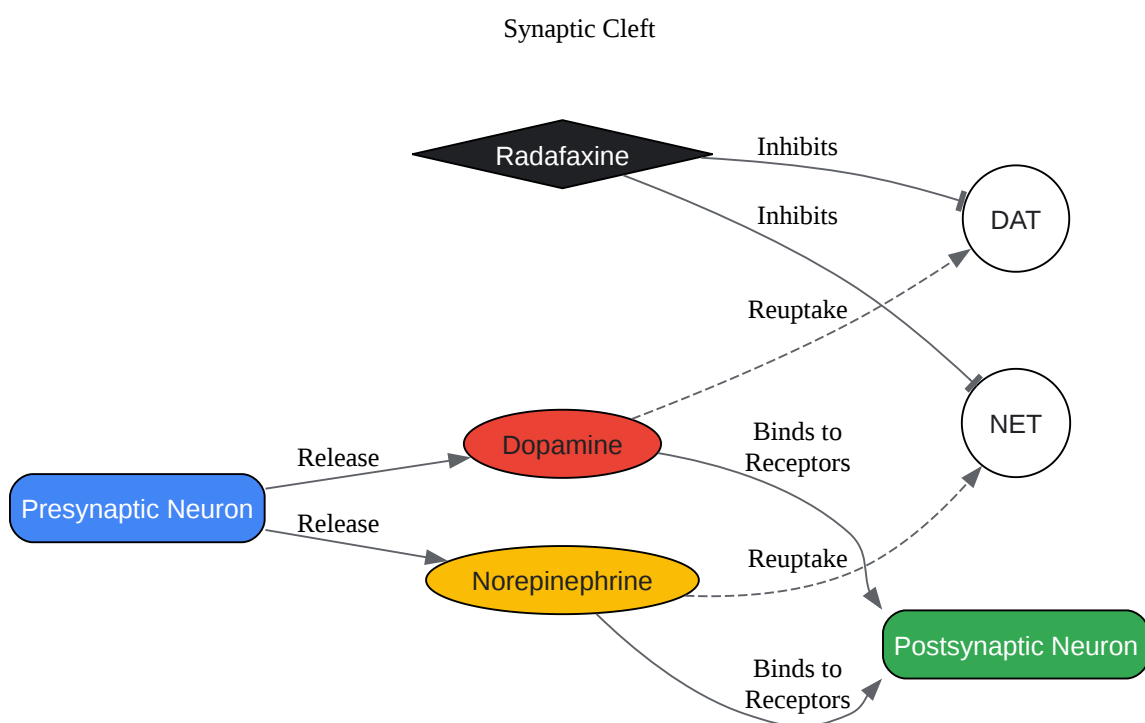 Synaptic Cleft
Radafaxine
Inhibits
DAT
Inhibits
Reuptake
NET
Dopamine
Binds to
Receptors
Release
Presynaptic Neuron
Release
Norepinephrine
Reuptake
Postsynaptic Neuron
Binds to
Receptors